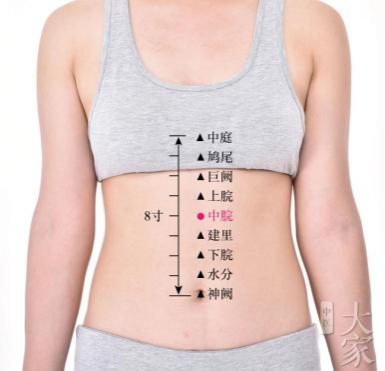 中庭
鸠尾
巨阙
上脘
8寸
中脘
建里
下脘
水分
神阙
中医
大家